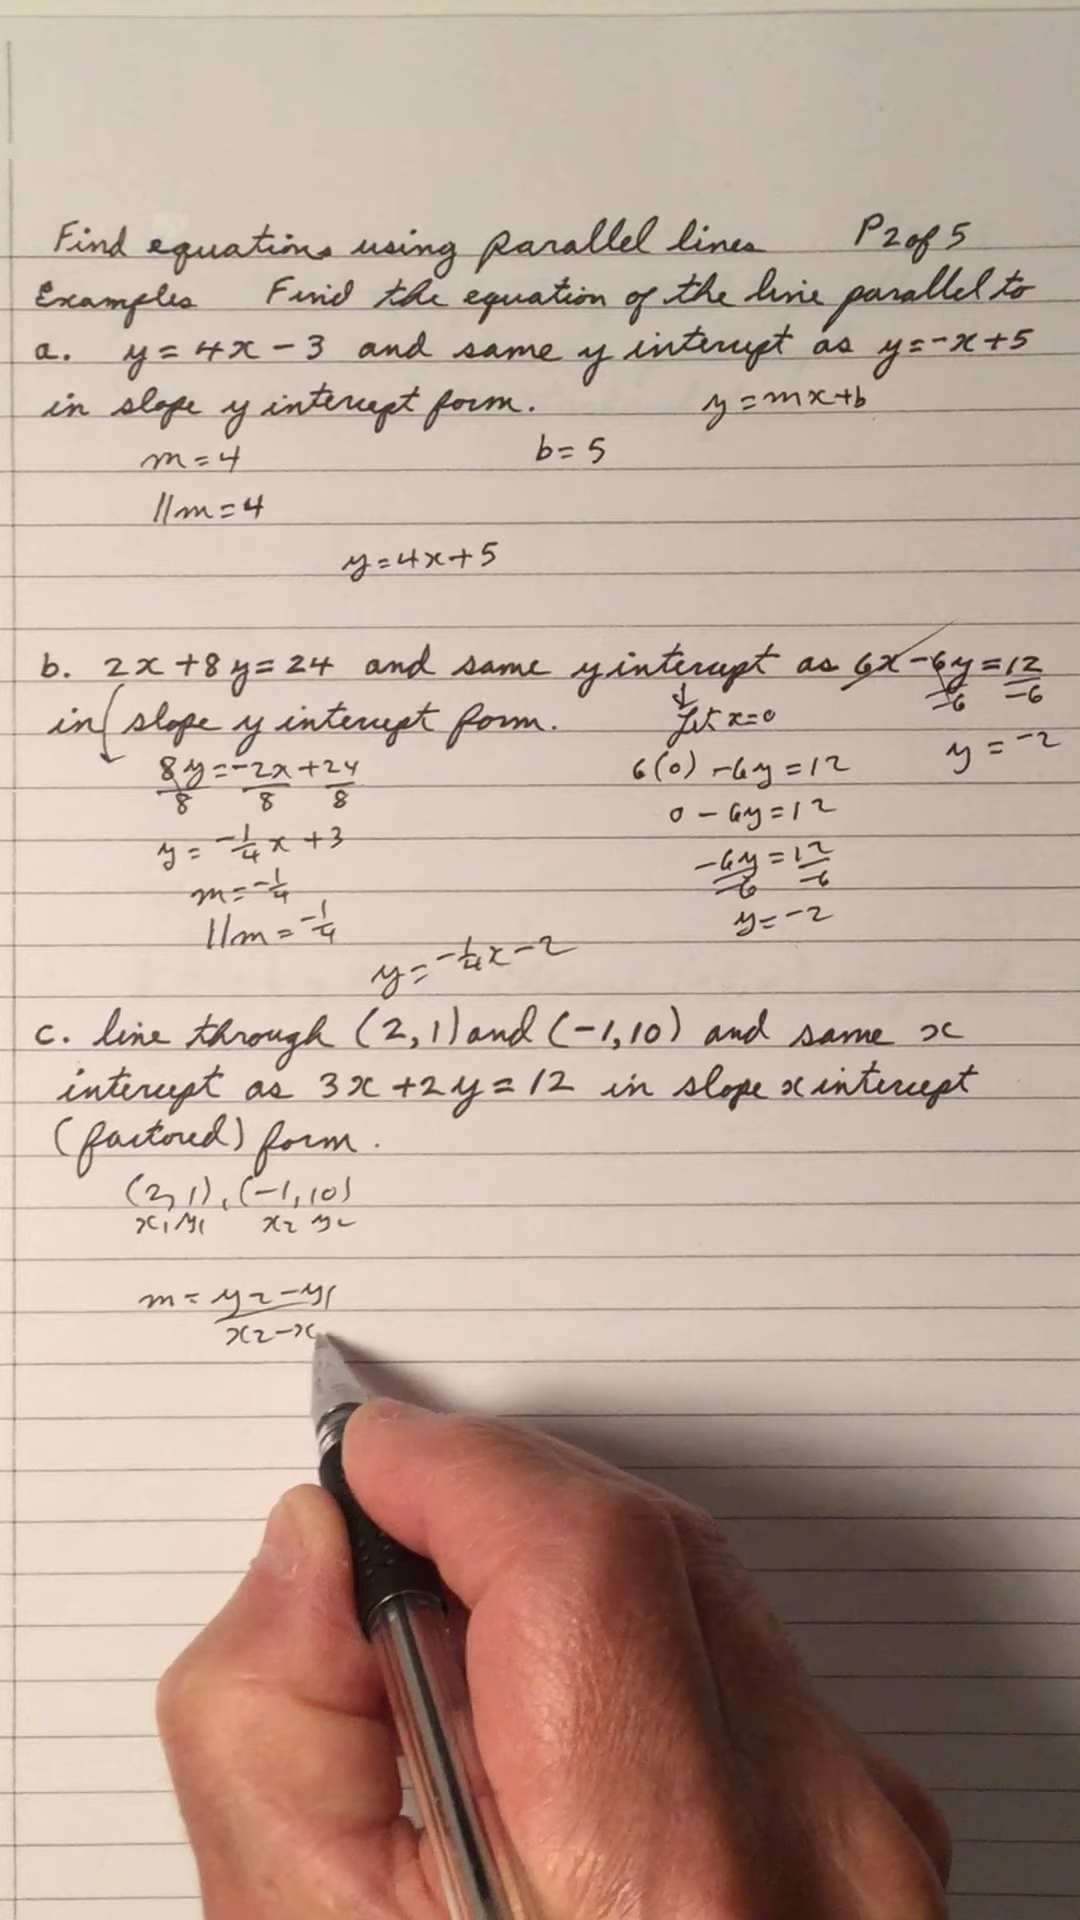 Find equations using parallel lines P2 of 5
Examples Find the equation of the line parallel to
a. y = 4x - 3 and same y intercept as y = -x + 5
in slope y intercept form. y = mx + b
m = 4 b = 5
//m = 4
y = 4x + 5
b. 2x + 8y = 24 and same y intercept as 6x - 6y = 12
-6 -6
in slope y intercept form. Let x = 0 y = -2
8y = -2x + 24 6(0) - 6y = 12
8 8 8 0 - 6y = 12
y = -1/4 x + 3 -6y = 12
m = -1/4 -6 -6
//m = -1/4 y = -2
y = -1/4 x - 2
c. line through (2, 1) and (-1, 10) and same x
intercept as 3x + 2y = 12 in slope x intercept
(factored) form.
(2, 1), (-1, 10)
x1 y1 x2 y2
m = y2 - y1
x2 - x